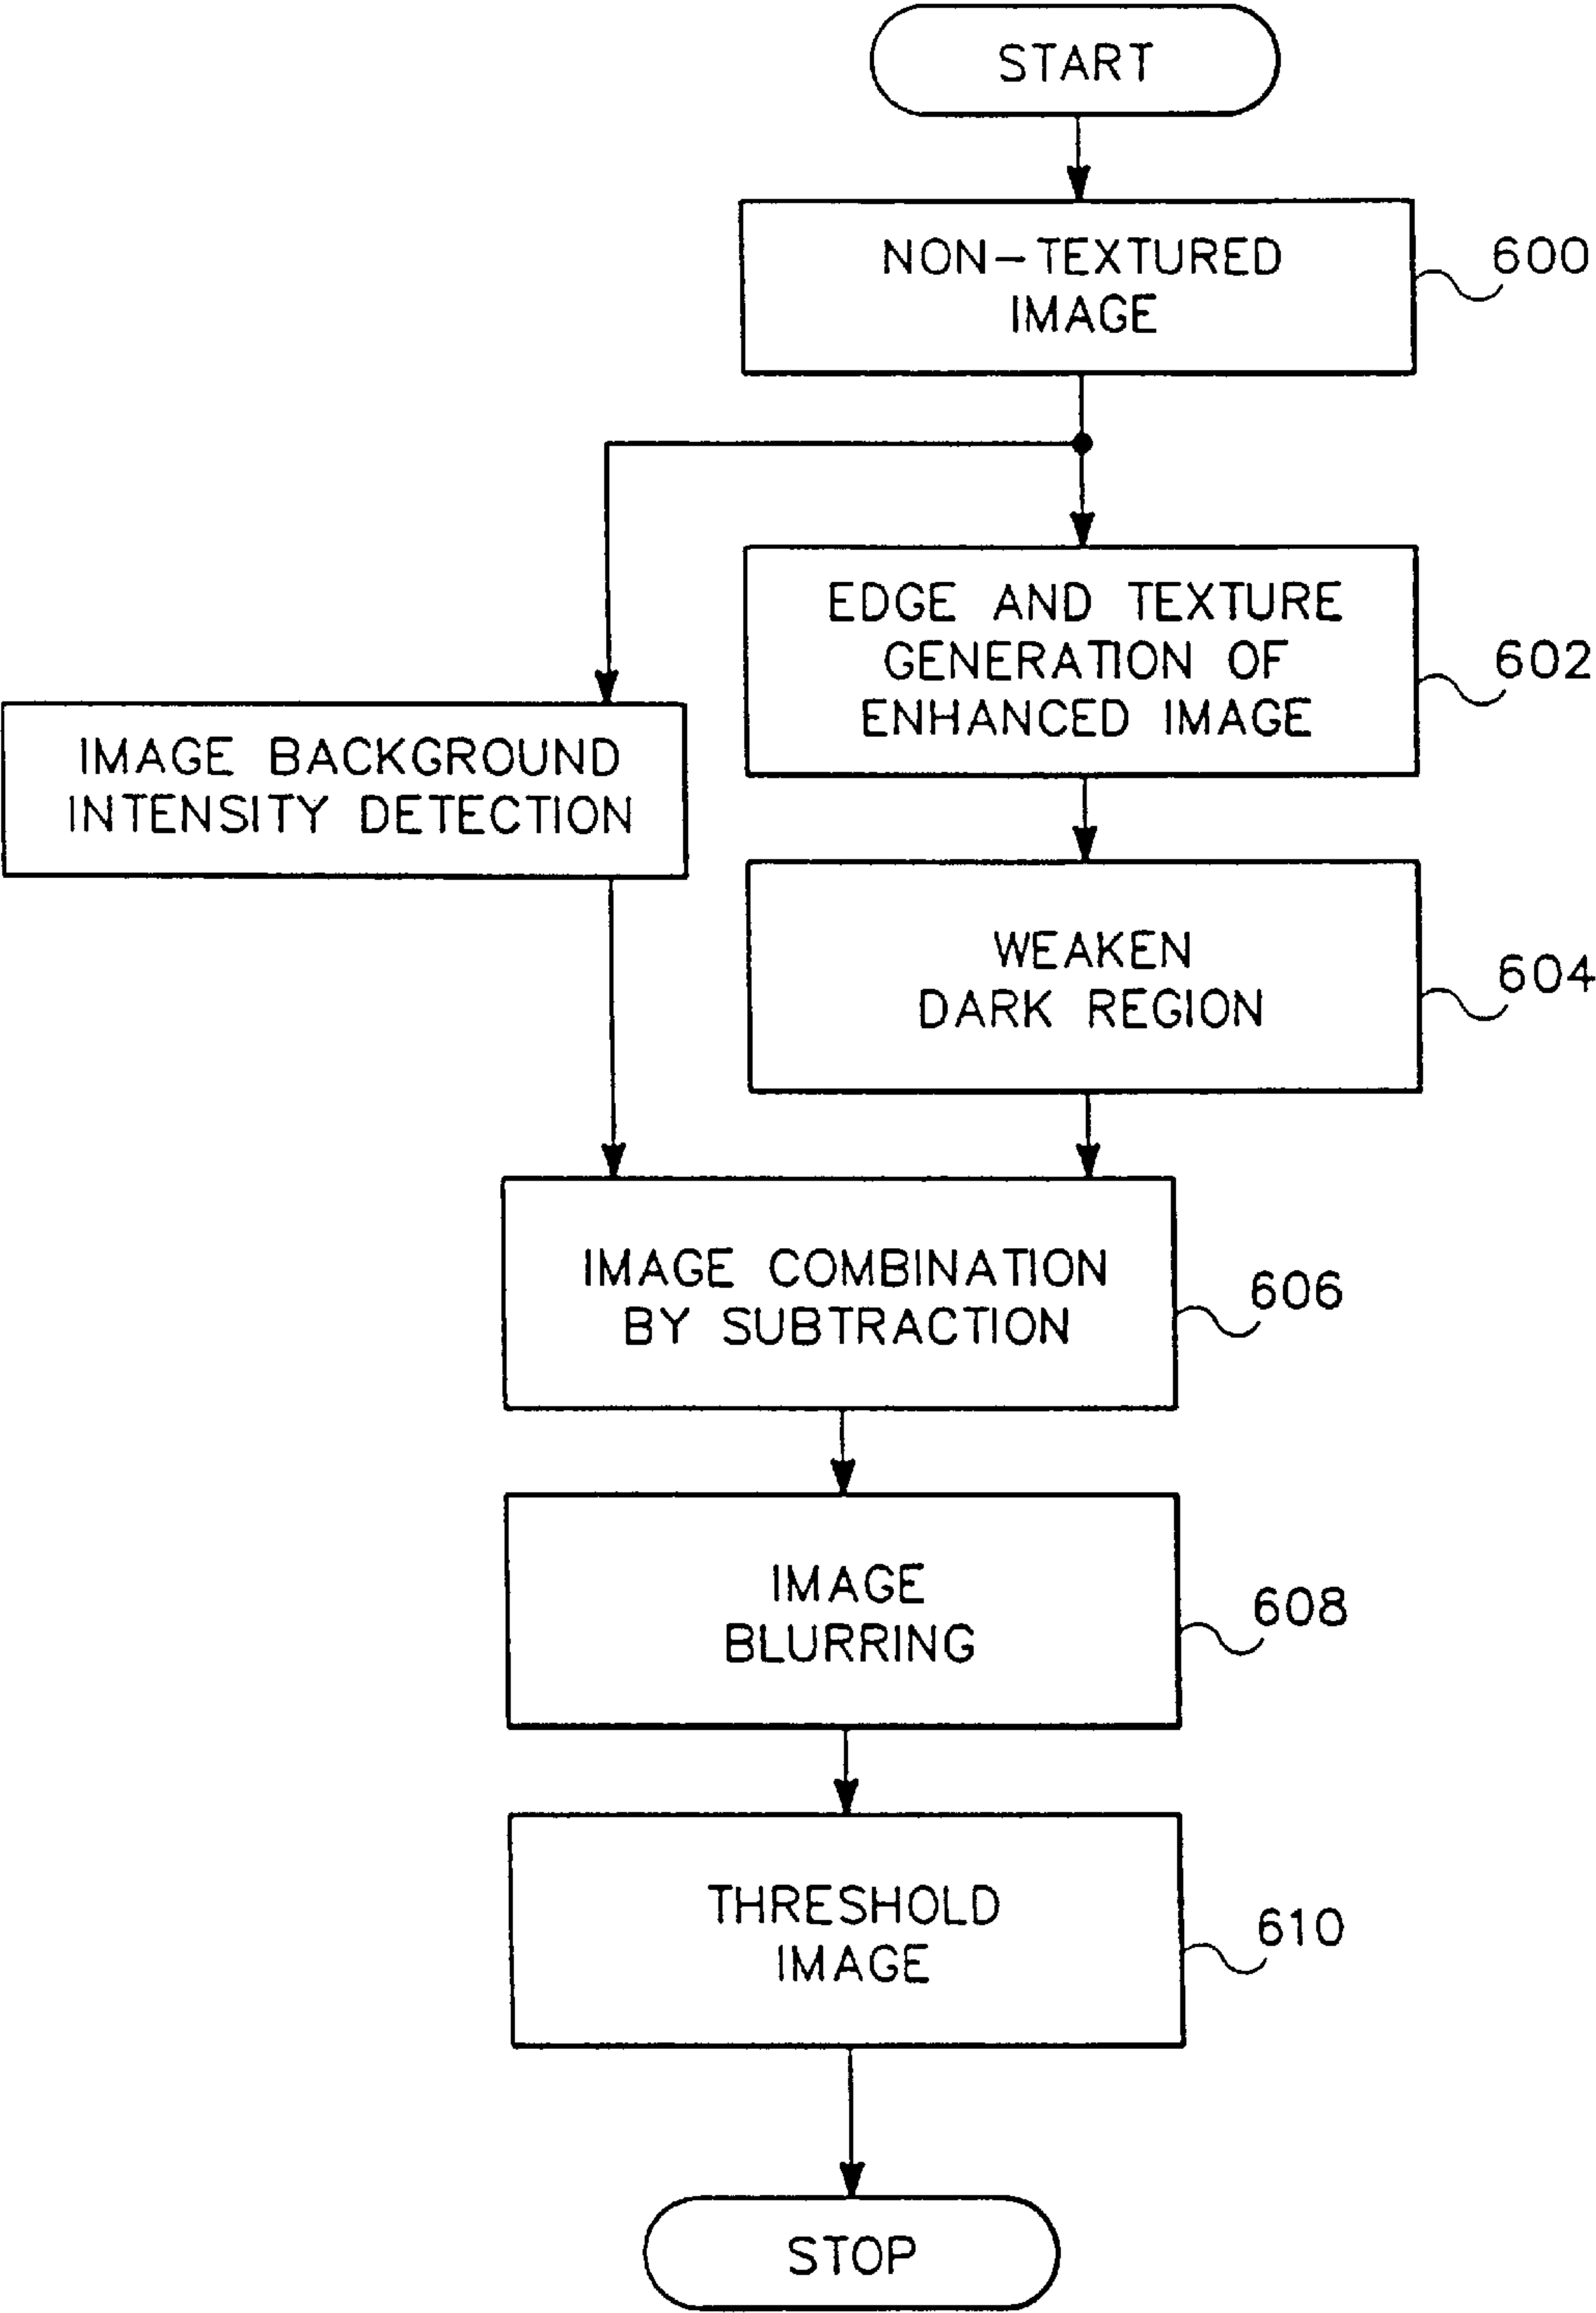 START
NON-TEXTURED
IMAGE
600
EDGE AND TEXTURE
GENERATION OF
ENHANCED IMAGE
602
IMAGE BACKGROUND
INTENSITY DETECTION
WEAKEN
DARK REGION
604
IMAGE COMBINATION
BY SUBTRACTION
606
IMAGE
BLURRING
608
THRESHOLD
IMAGE
610
STOP